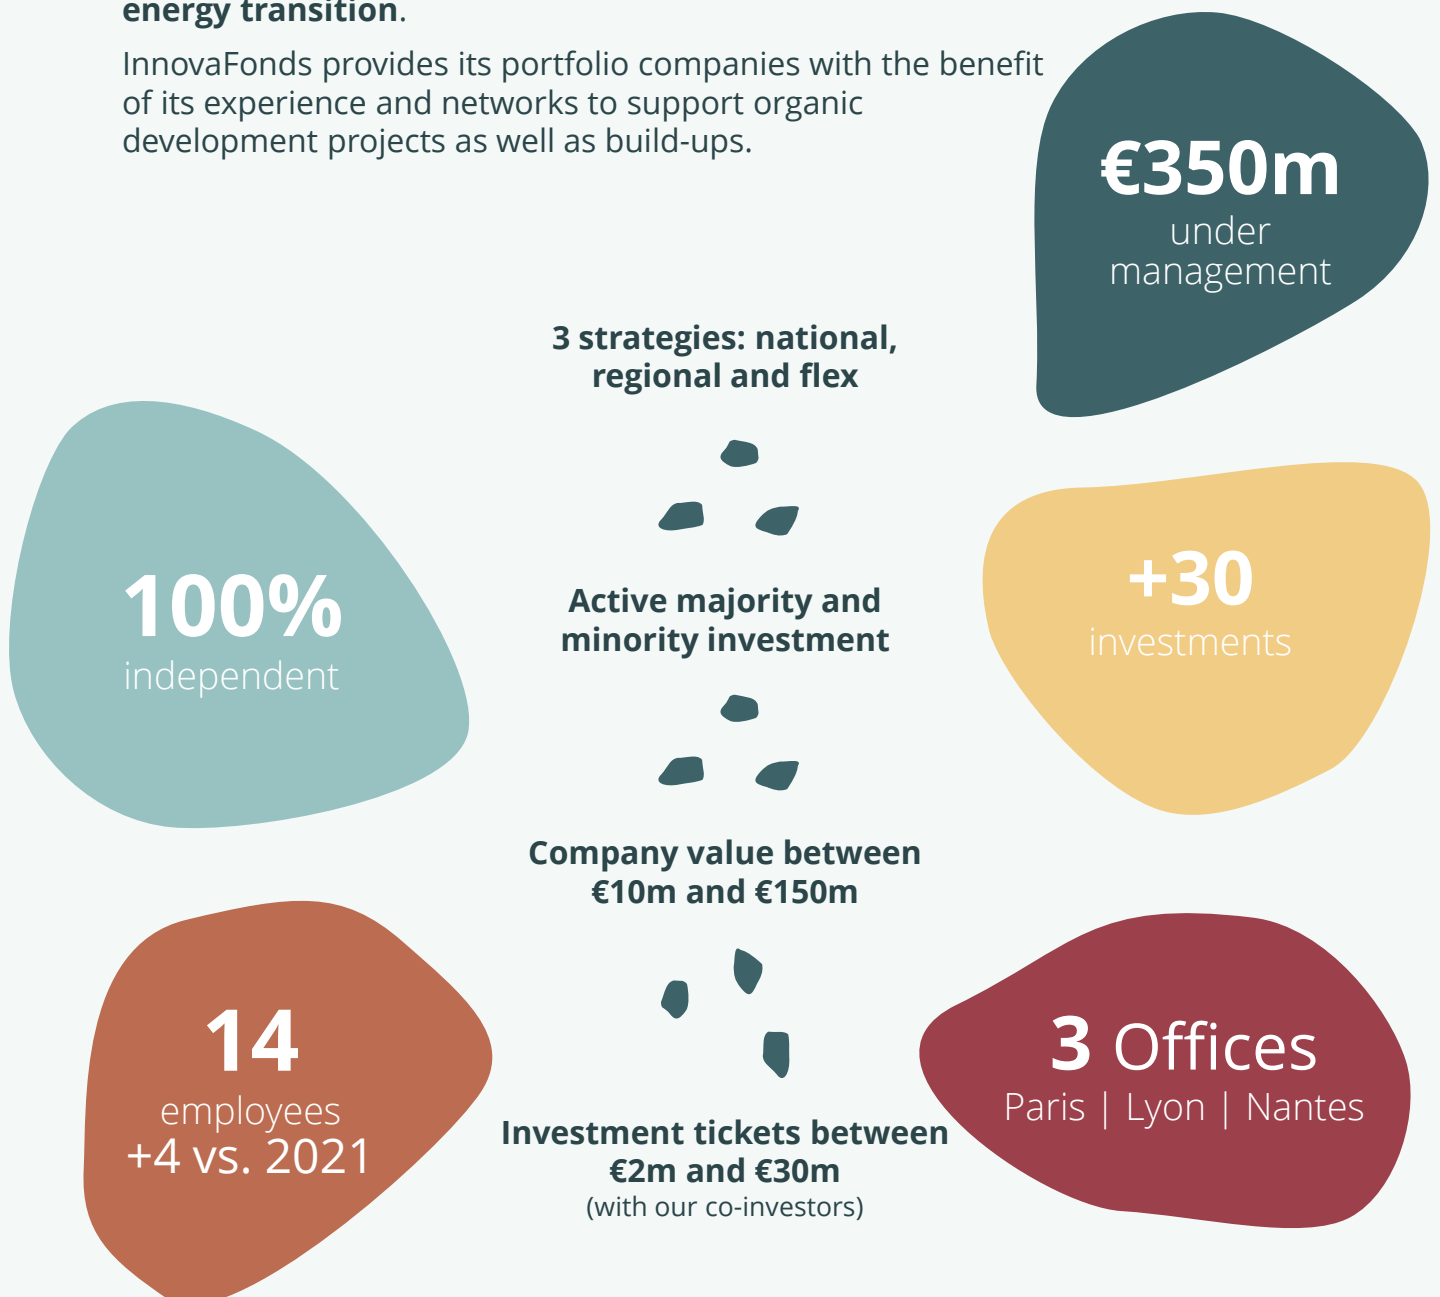 energy transition.
InnovaFonds provides its portfolio companies with the benefit
of its experience and networks to support organic
development projects as well as build-ups.
€350m
under
management
3 strategies: national,
regional and flex
100%
independent
Active majority and
minority investment
+30
investments
Company value between
€10m and €150m
14
employees
+4 vs. 2021
3 Offices
Paris | Lyon | Nantes
Investment tickets between
€2m and €30m
(with our co-investors)